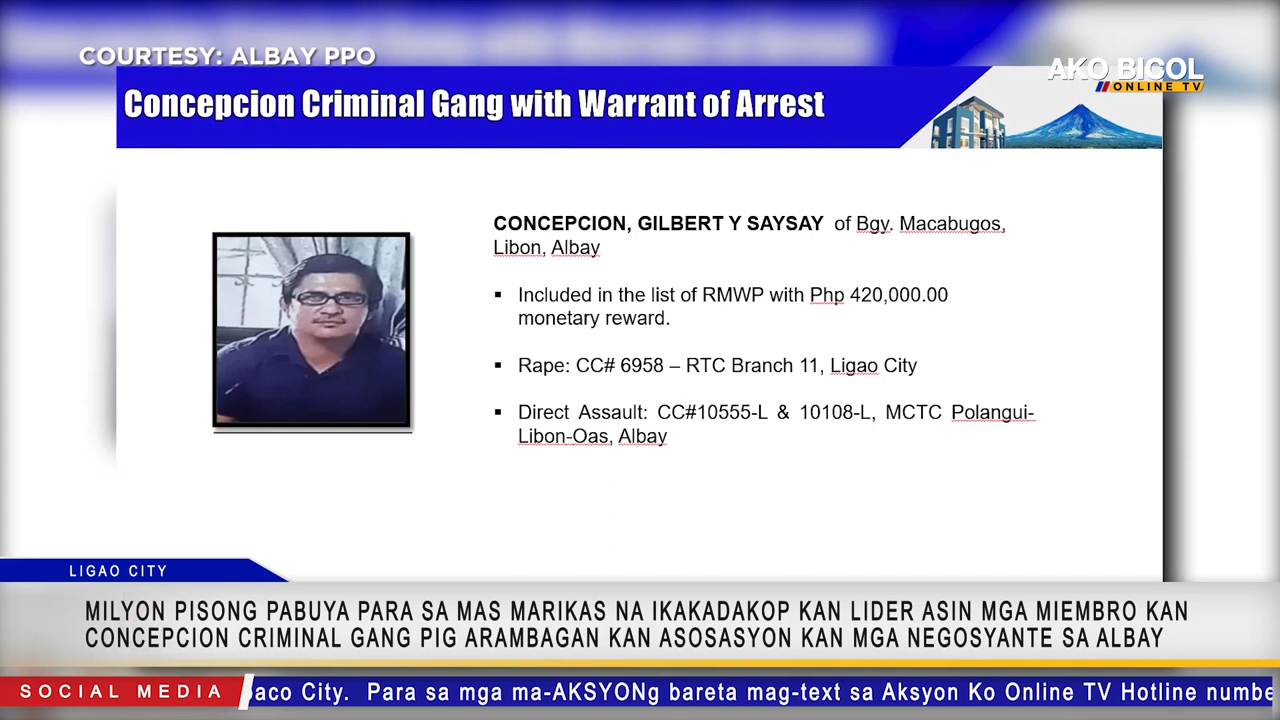 COURTESY: ALBAY PPO
AKO BICOL
ONLINE TV
Concepcion Criminal Gang with Warrant of Arrest
CONCEPCION, GILBERT Y SAYSAY of Bgy. Macabugos,
Libon, Albay
▪ Included in the list of RMWP with Php 420,000.00
monetary reward.
▪ Rape: CC# 6958 – RTC Branch 11, Ligao City
▪ Direct Assault: CC#10555-L & 10108-L, MCTC Polangui-
Libon-Oas, Albay
LIGAO CITY
MILYON PISONG PABUYA PARA SA MAS MARIKAS NA IKAKADAKOP KAN LIDER ASIN MGA MIEMBRO KAN
CONCEPCION CRIMINAL GANG PIG ARAMBAGAN KAN ASOSASYON KAN MGA NEGOSYANTE SA ALBAY
SOCIAL MEDIA
aco City. Para sa mga ma-AKSYONg bareta mag-text sa Aksyon Ko Online TV Hotline numbe